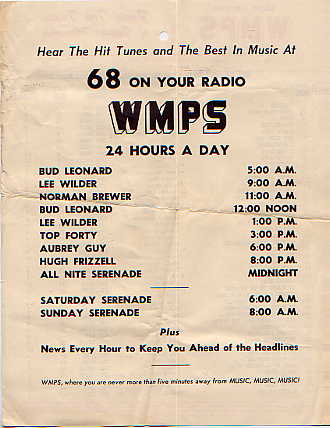 Hear The Hit Tunes and The Best In Music At
68 ON YOUR RADIO
WMPS
24 HOURS A DAY
BUD LEONARD 5:00 A.M.
LEE WILDER 9:00 A.M.
NORMAN BREWER 11:00 A.M.
BUD LEONARD 12:00 NOON
LEE WILDER 1:00 P.M.
TOP FORTY 3:00 P.M.
AUBREY GUY 6:00 P.M.
HUGH FRIZZELL 8:00 P.M.
ALL NITE SERENADE MIDNIGHT
SATURDAY SERENADE 6:00 A.M.
SUNDAY SERENADE 8:00 A.M.
Plus
News Every Hour to Keep You Ahead of the Headlines
WMPS, where you are never more than five minutes away from MUSIC, MUSIC, MUSIC!